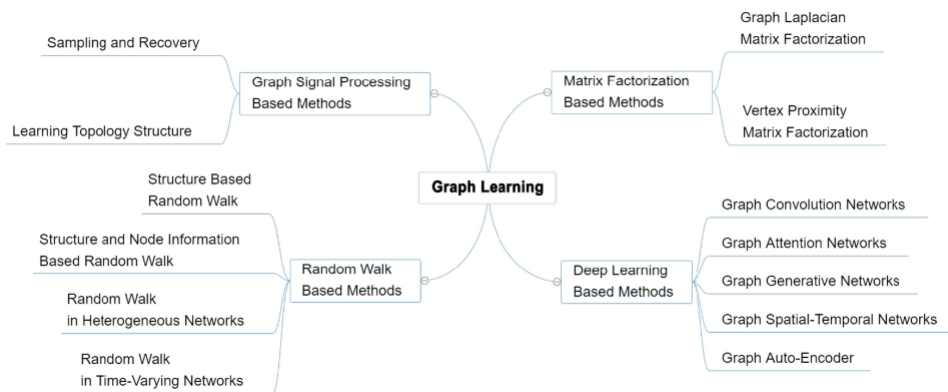 Sampling and Recovery
Graph Signal Processing
Based Methods
Learning Topology Structure
Graph Laplacian
Matrix Factorization
Matrix Factorization
Based Methods
Vertex Proximity
Matrix Factorization
Graph Learning
Structure Based
Random Walk
Structure and Node Information
Based Random Walk
Random Walk
Based Methods
Random Walk
in Heterogeneous Networks
Random Walk
in Time-Varying Networks
Deep Learning
Based Methods
Graph Convolution Networks
Graph Attention Networks
Graph Generative Networks
Graph Spatial-Temporal Networks
Graph Auto-Encoder